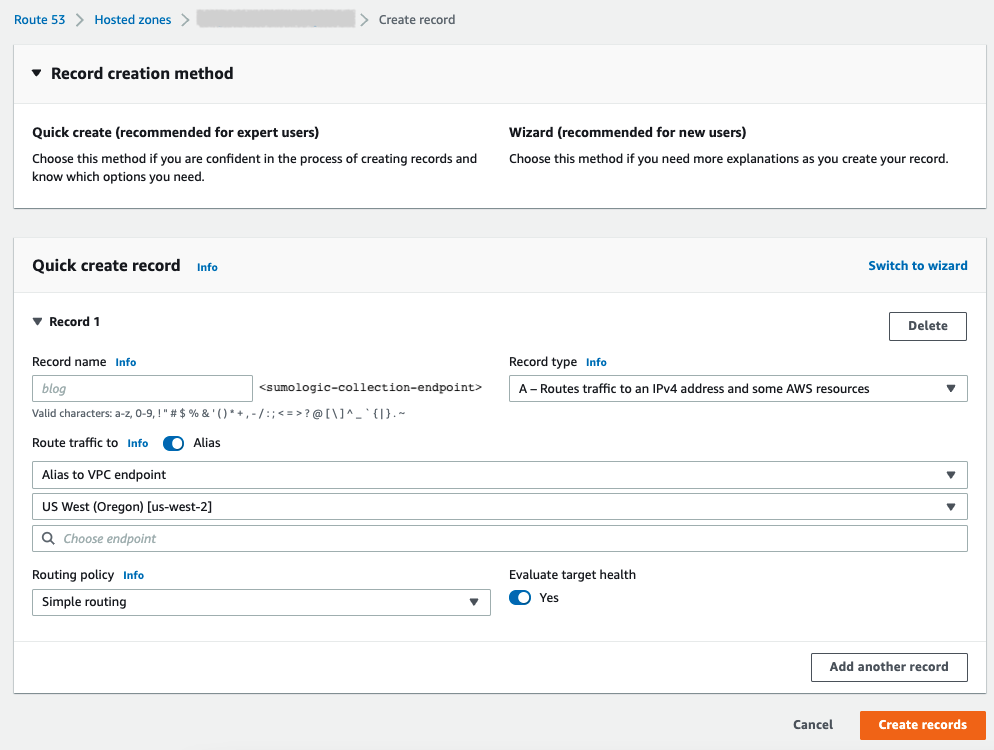 Route 53 > Hosted zones > > Create record
Record creation method
Quick create (recommended for expert users)
Choose this method if you are confident in the process of creating records and
know which options you need.
Wizard (recommended for new users)
Choose this method if you need more explanations as you create your record.
Quick create record Info
Switch to wizard
Record 1
Delete
Record name Info
blog
<sumologic-collection-endpoint>
Valid characters: a-z, 0-9, ! " # $ % & ' ( ) * + , - / : ; < = > ? @ [ \ ] ^ _ ` { | } . ~
Record type Info
A – Routes traffic to an IPv4 address and some AWS resources
Route traffic to Info Alias
Alias to VPC endpoint
US West (Oregon) [us-west-2]
Choose endpoint
Routing policy Info
Simple routing
Evaluate target health
Yes
Add another record
Cancel
Create records